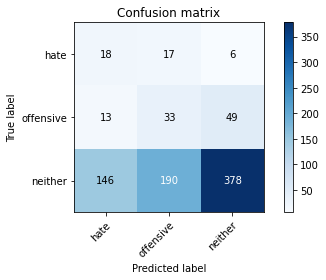 Confusion matrix
hate 18 17 6
offensive 13 33 49
neither 146 190 378
hate offensive neither
True label
Predicted label
350
300
250
200
150
100
50